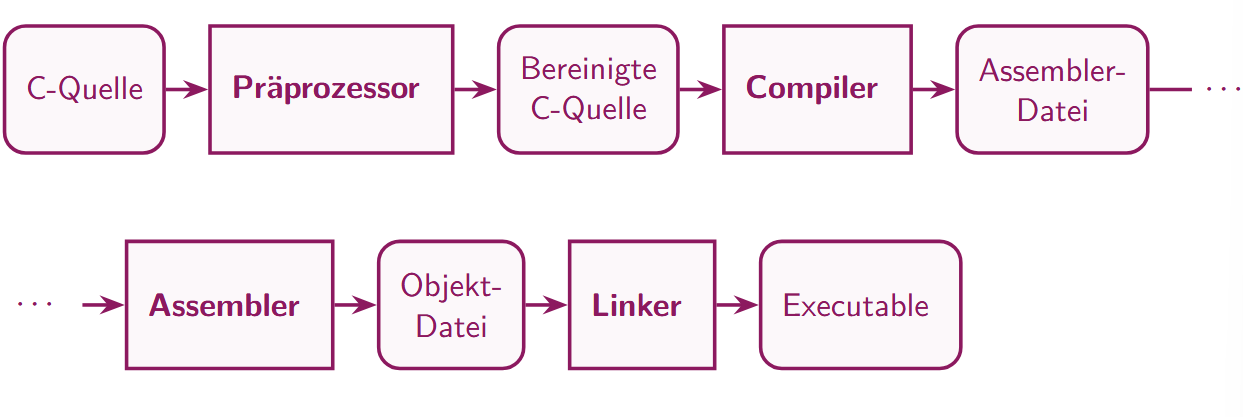 C-Quelle
Präprozessor
Bereinigte
C-Quelle
Compiler
Assembler-
Datei
...
...
Assembler
Objekt-
Datei
Linker
Executable